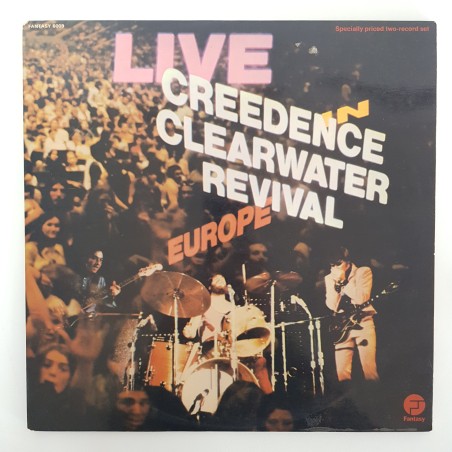 FANTASY
Specially priced two-record set
LIVE
IN
CREEDENCE
CLEARWATER
REVIVAL
EUROPE
Fantasy